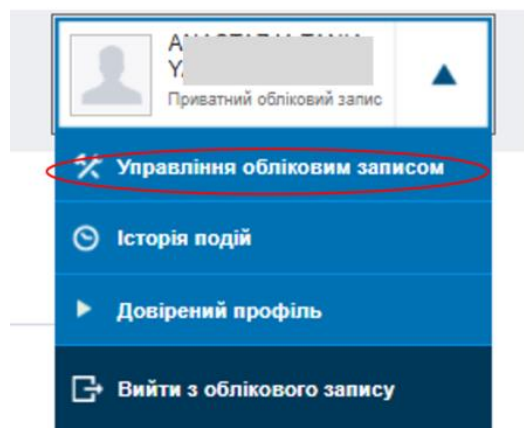 Приватний обліковий запис
Управління обліковим записом
Історія подій
Довірений профіль
Вийти з облікового запису